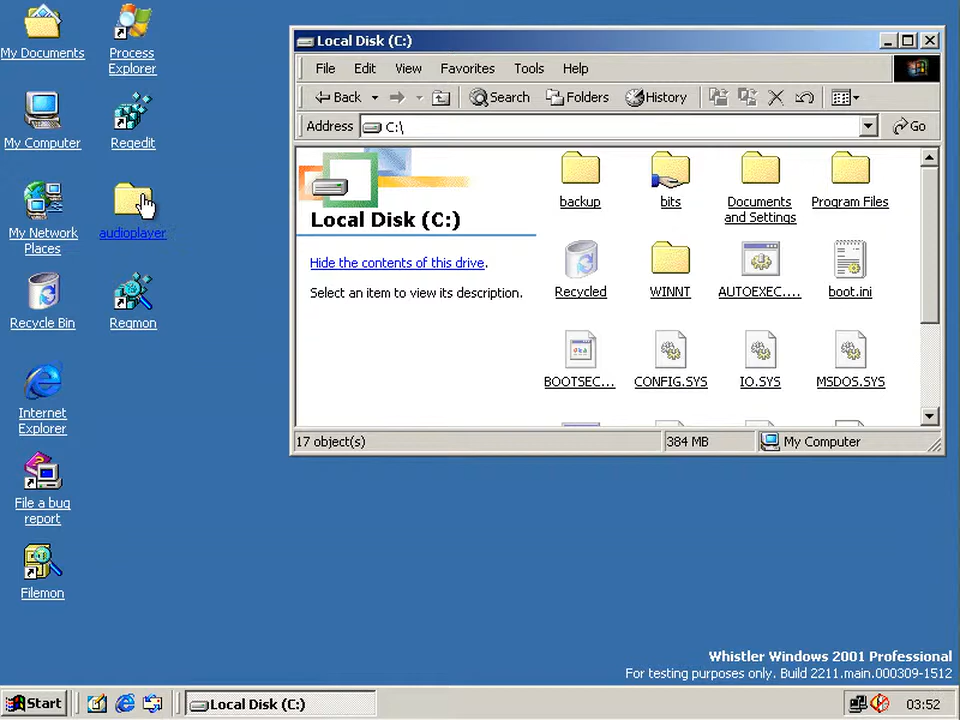 My Documents
Process
Explorer
My Computer
Regedit
My Network
Places
audioplayer
Recycle Bin
Regmon
Internet
Explorer
File a bug
report
Filemon
Local Disk (C:)
File Edit View Favorites Tools Help
Back Search Folders History
Address C:\ Go
Local Disk (C:)
Hide the contents of this drive.
Select an item to view its description.
backup
bits
Documents
and Settings
Program Files
Recycled
WINNT
AUTOEXEC....
boot.ini
BOOTSEC...
CONFIG.SYS
IO.SYS
MSDOS.SYS
17 object(s) 384 MB My Computer
Whistler Windows 2001 Professional
For testing purposes only. Build 2211.main.000309-1512
Start Local Disk (C:) 03:52